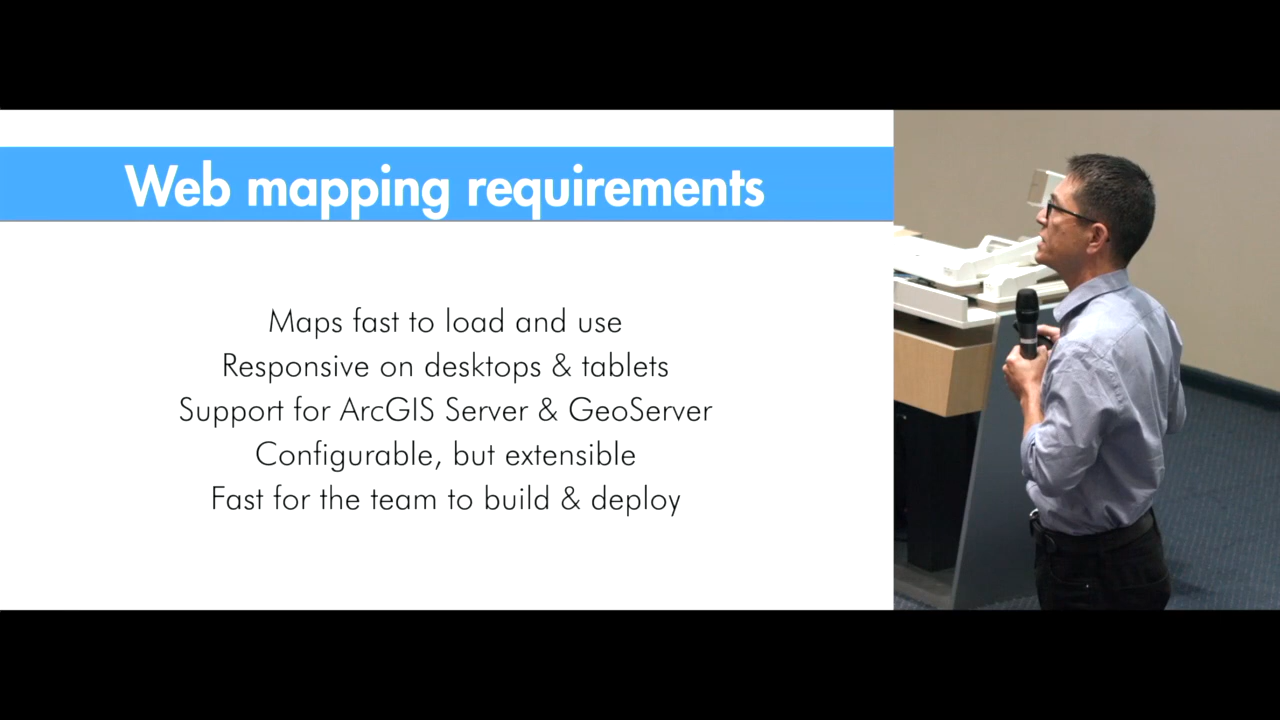 Web mapping requirements
Maps fast to load and use
Responsive on desktops & tablets
Support for ArcGIS Server & GeoServer
Configurable, but extensible
Fast for the team to build & deploy